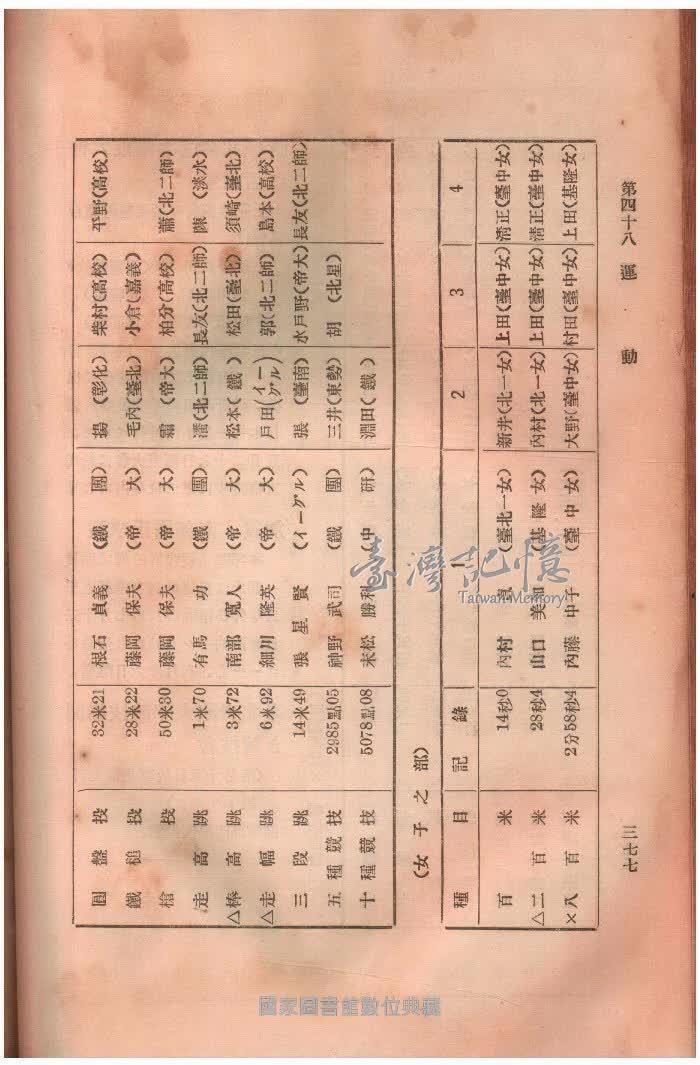 第四十八 運動
圓盤投 32米21 根石貞義(鐵團) 楊(彰化) 柴村(高校) 平野(高校)
鐵槌投 28米22 藤岡保夫(帝大) 毛內(臺北) 小倉(嘉義)
槍投 50米30 藤岡保夫(帝大) 霜(帝大) 柏分(高校) 蕭(北二師)
走高跳 1米70 有馬功(鐵團) 潘(北二師) 長友(北二師) 陳(淡水)
△棒高跳 3米72 南部寬人(帝大) 松本(鐵) 松田(臺北) 須崎(臺北)
△走幅跳 6米92 細川隆英(帝大) 戶田(イーグル) 郭(北二師) 島本(高校)
三段跳 14米49 張星賢(イーグル) 張(臺南) 水戶野(帝大) 長友(北二師)
五種競技 2985點05 神野武司(鐵團) 三井(東勢) 胡(北星)
十種競技 5078點08 末松勝利(中研) 淵田(鐵)
(女子之部)
種目 記錄 1 2 3 4
百米 14秒0 內村(臺北一女) 新井(北一女) 上田(臺中女) 清正(臺中女)
△二百米 28秒4 山口美和(基隆女) 內村(北一女) 上田(臺中女) 清正(臺中女)
×八百米 2分58秒4 內藤中子(臺中女) 大野(臺中女) 村田(臺中女) 上田(基隆女)
三七七
臺灣記憶
Taiwan Memory
國家圖書館數位典藏